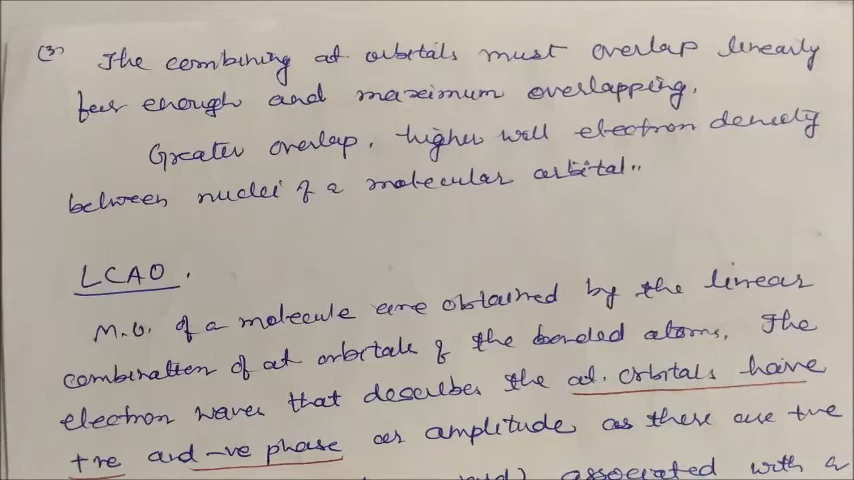 (3) The combining at orbitals must overlap linearly
for enough and maximum overlapping.
Greater overlap, higher will electron density
between nuclei of a molecular orbital..
LCAO.
M.O. of a molecule are obtained by the linear
combination of at orbitals of the bonded atoms. The
electron waves that describes the at. orbitals have
+ve and -ve phase or amplitude as there are +ve
associated with a